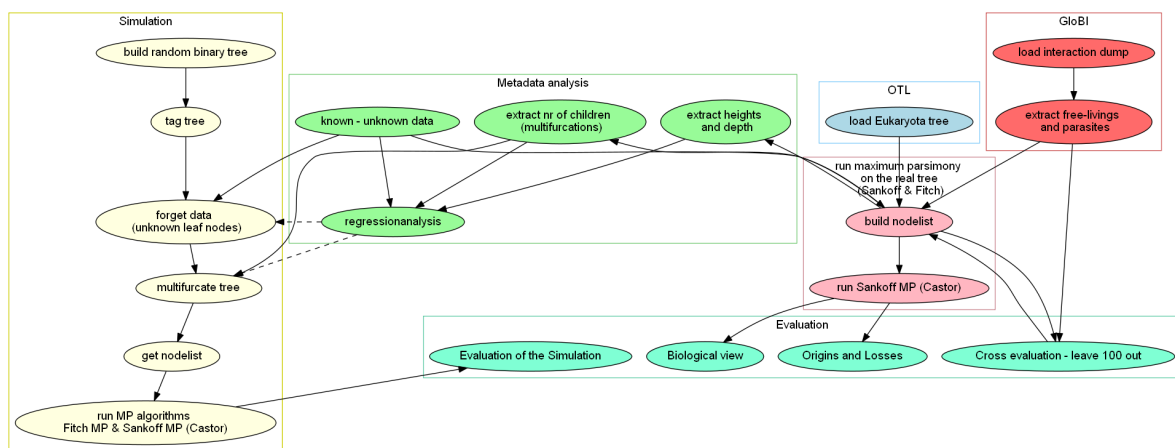 Simulation
build random binary tree
tag tree
forget data
(unknown leaf nodes)
multifurcate tree
get nodelist
run MP algorithms
Fitch MP & Sankoff MP (Castor)
Metadata analysis
known - unknown data
extract nr of children
(multifurcations)
extract heights
and depth
regressionanalysis
OTL
load Eukaryota tree
GloBI
load interaction dump
extract free-livings
and parasites
run maximum parsimony
on the real tree
(Sankoff & Fitch)
build nodelist
run Sankoff MP (Castor)
Evaluation
Evaluation of the Simulation
Biological view
Origins and Losses
Cross evaluation - leave 100 out